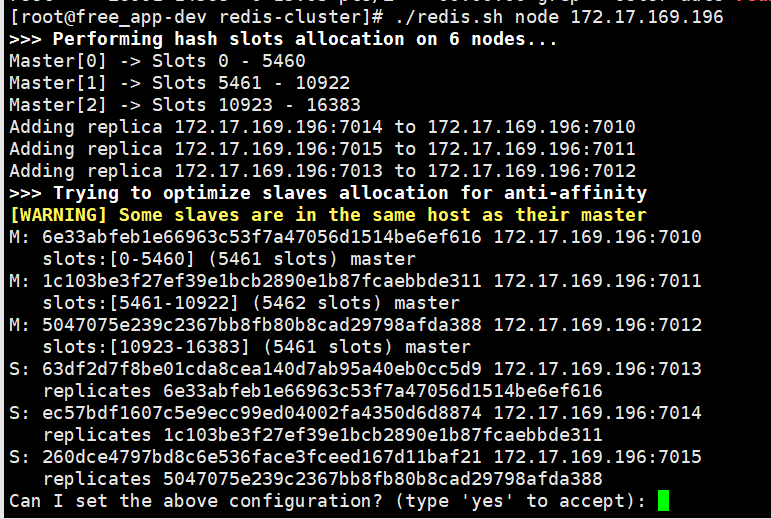 [root@free_app-dev redis-cluster]# ./redis.sh node 172.17.169.196
>>> Performing hash slots allocation on 6 nodes...
Master[0] -> Slots 0 - 5460
Master[1] -> Slots 5461 - 10922
Master[2] -> Slots 10923 - 16383
Adding replica 172.17.169.196:7014 to 172.17.169.196:7010
Adding replica 172.17.169.196:7015 to 172.17.169.196:7011
Adding replica 172.17.169.196:7013 to 172.17.169.196:7012
>>> Trying to optimize slaves allocation for anti-affinity
[WARNING] Some slaves are in the same host as their master
M: 6e33abfeb1e66963c53f7a47056d1514be6ef616 172.17.169.196:7010
   slots:[0-5460] (5461 slots) master
M: 1c103be3f27ef39e1bcb2890e1b87fcaebbde311 172.17.169.196:7011
   slots:[5461-10922] (5462 slots) master
M: 5047075e239c2367bb8fb80b8cad29798afda388 172.17.169.196:7012
   slots:[10923-16383] (5461 slots) master
S: 63df2d7f8be01cda8cea140d7ab95a40eb0cc5d9 172.17.169.196:7013
   replicates 6e33abfeb1e66963c53f7a47056d1514be6ef616
S: ec57bdf1607c5e9ecc99ed04002fa4350d6d8874 172.17.169.196:7014
   replicates 1c103be3f27ef39e1bcb2890e1b87fcaebbde311
S: 260dce4797bd8c6e536face3fceed167d11baf21 172.17.169.196:7015
   replicates 5047075e239c2367bb8fb80b8cad29798afda388
Can I set the above configuration? (type 'yes' to accept):